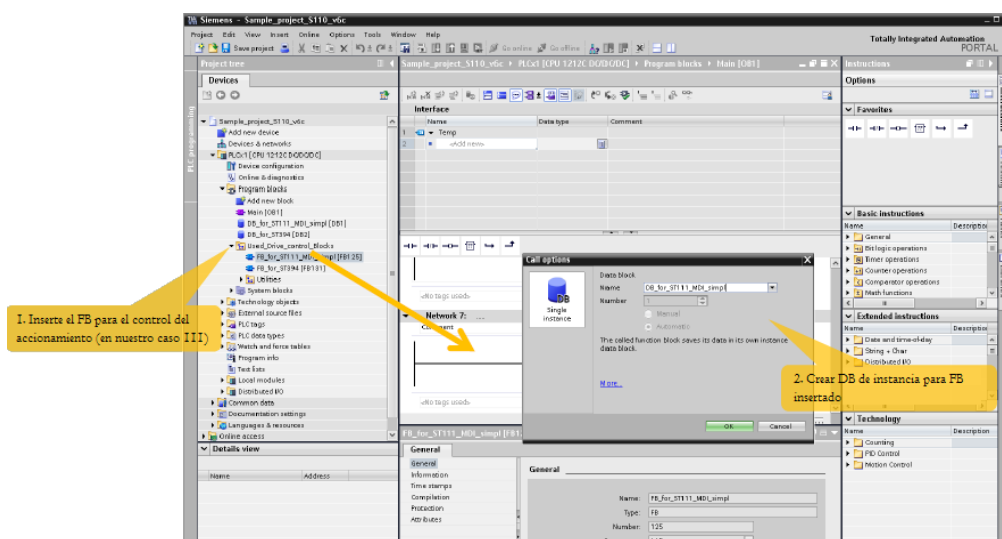 Siemens - Sample_project_S110_v6c
Project Edit View Insert Online Options Tools Window Help
Totally Integrated Automation
PORTAL
Save project
Go online
Go offline
Project tree
Sample_project_S110_v6c
PLCx1 [CPU 1212C DC/DC/DC]
Program blocks
Main [OB1]
Instructions
Devices
Options
PLC programming
Interface
Name Data type Comment
1 Temp
2 <Add new>
Favorites
Sample_project_S110_v6c
Add new device
Devices & networks
PLCx1 [CPU 1212C DC/DC/DC]
Device configuration
Online & diagnostics
Program blocks
Add new block
Main [OB1]
DB_for_ST111_MDI_simpl [DB1]
DB_for_ST394 [DB2]
Used_Drive_control_Blocks
FB_for_ST111_MDI_simpl [FB125]
FB_for_ST394 [FB131]
Utilities
System blocks
Technology objects
External source files
PLC tags
PLC data types
Watch and force tables
Program info
Text lists
Local modules
Distributed I/O
Common data
Documentation settings
Languages & resources
Online access
1. Inserte el FB para el control del
accionamiento (en nuestro caso 111)
<No tags used>
Network 7: ...
Comment
<No tags used>
Call options
X
DB
Single
instance
Data block
Name DB_for_ST111_MDI_simpl
Number 1
Manual
Automatic
The called function block saves its data in its own instance
data block.
More...
OK Cancel
2. Crear DB de instancia para FB
insertado
Basic instructions
Name Description
General
Bit logic operations
Timer operations
Counter operations
Comparator operations
Math functions
Extended instructions
Name Description
Date and time-of-day
String + Char
Distributed I/O
Technology
Name Description
Counting
PID Control
Motion Control
Details view
Name Address
FB_for_ST111_MDI_simpl [FB12
General
General
Information
Time stamps
Compilation
Protection
Attributes
General
Name: FB_for_ST111_MDI_simpl
Type: FB
Number: 125